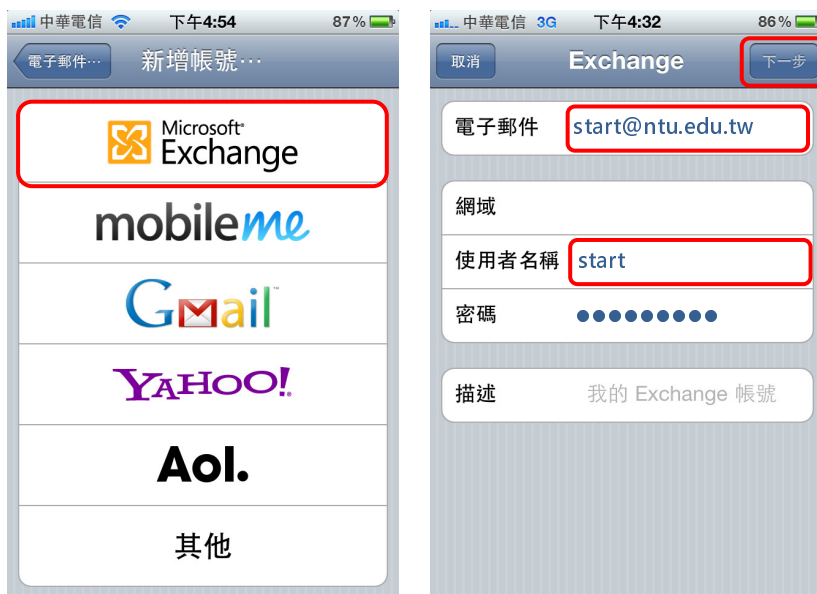 中華電信 下午4:54 87%
電子郵件… 新增帳號…
Microsoft®
Exchange
mobileme
Gmail™
YAHOO!®
Aol.
其他
中華電信 3G 下午4:32 86%
取消 Exchange 下一步
電子郵件 start@ntu.edu.tw
網域
使用者名稱 start
密碼 ●●●●●●●●●
描述 我的 Exchange 帳號